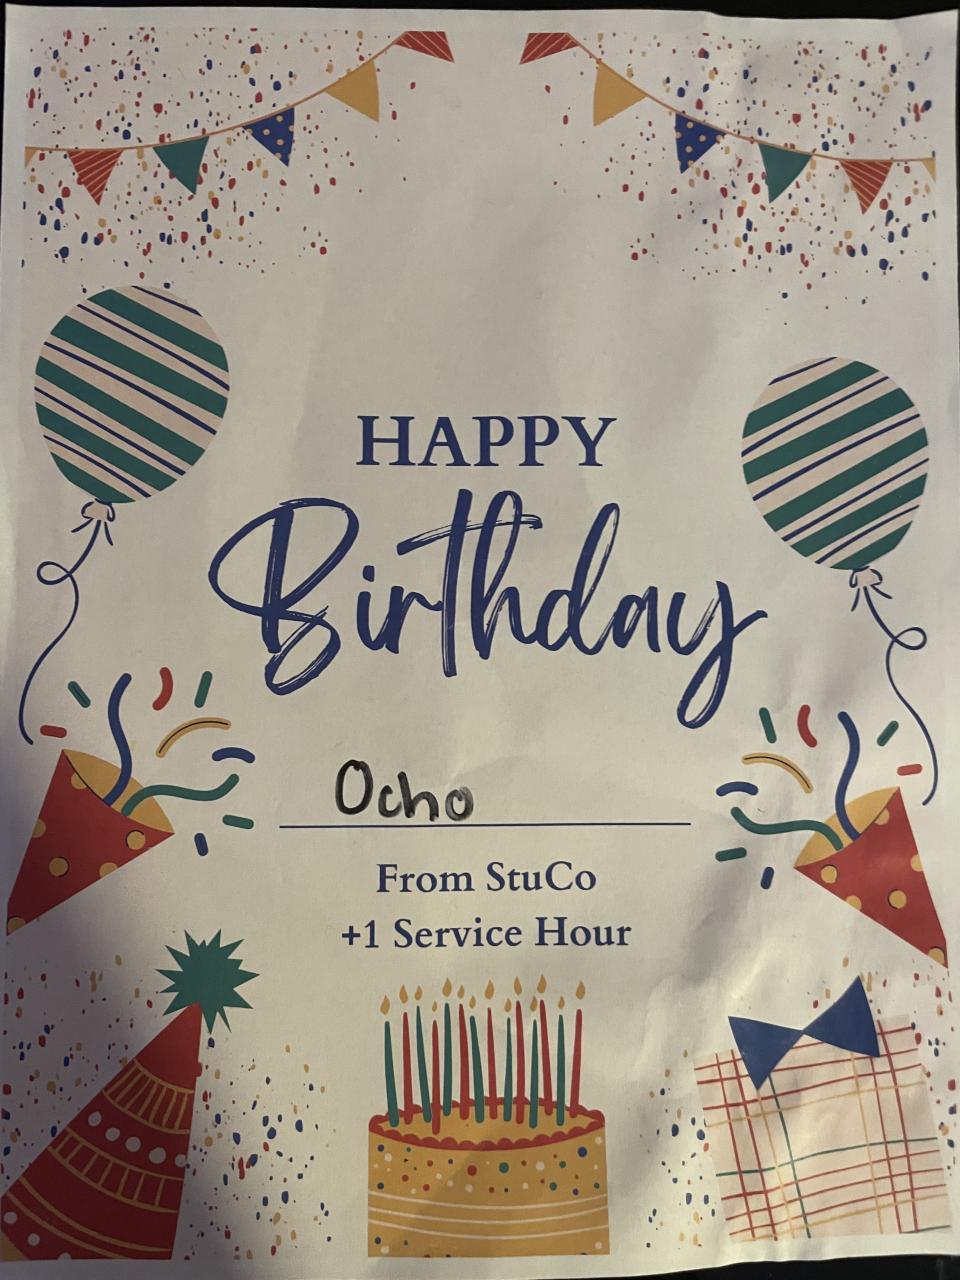 HAPPY
Birthday
Ocho
From StuCo
+1 Service Hour